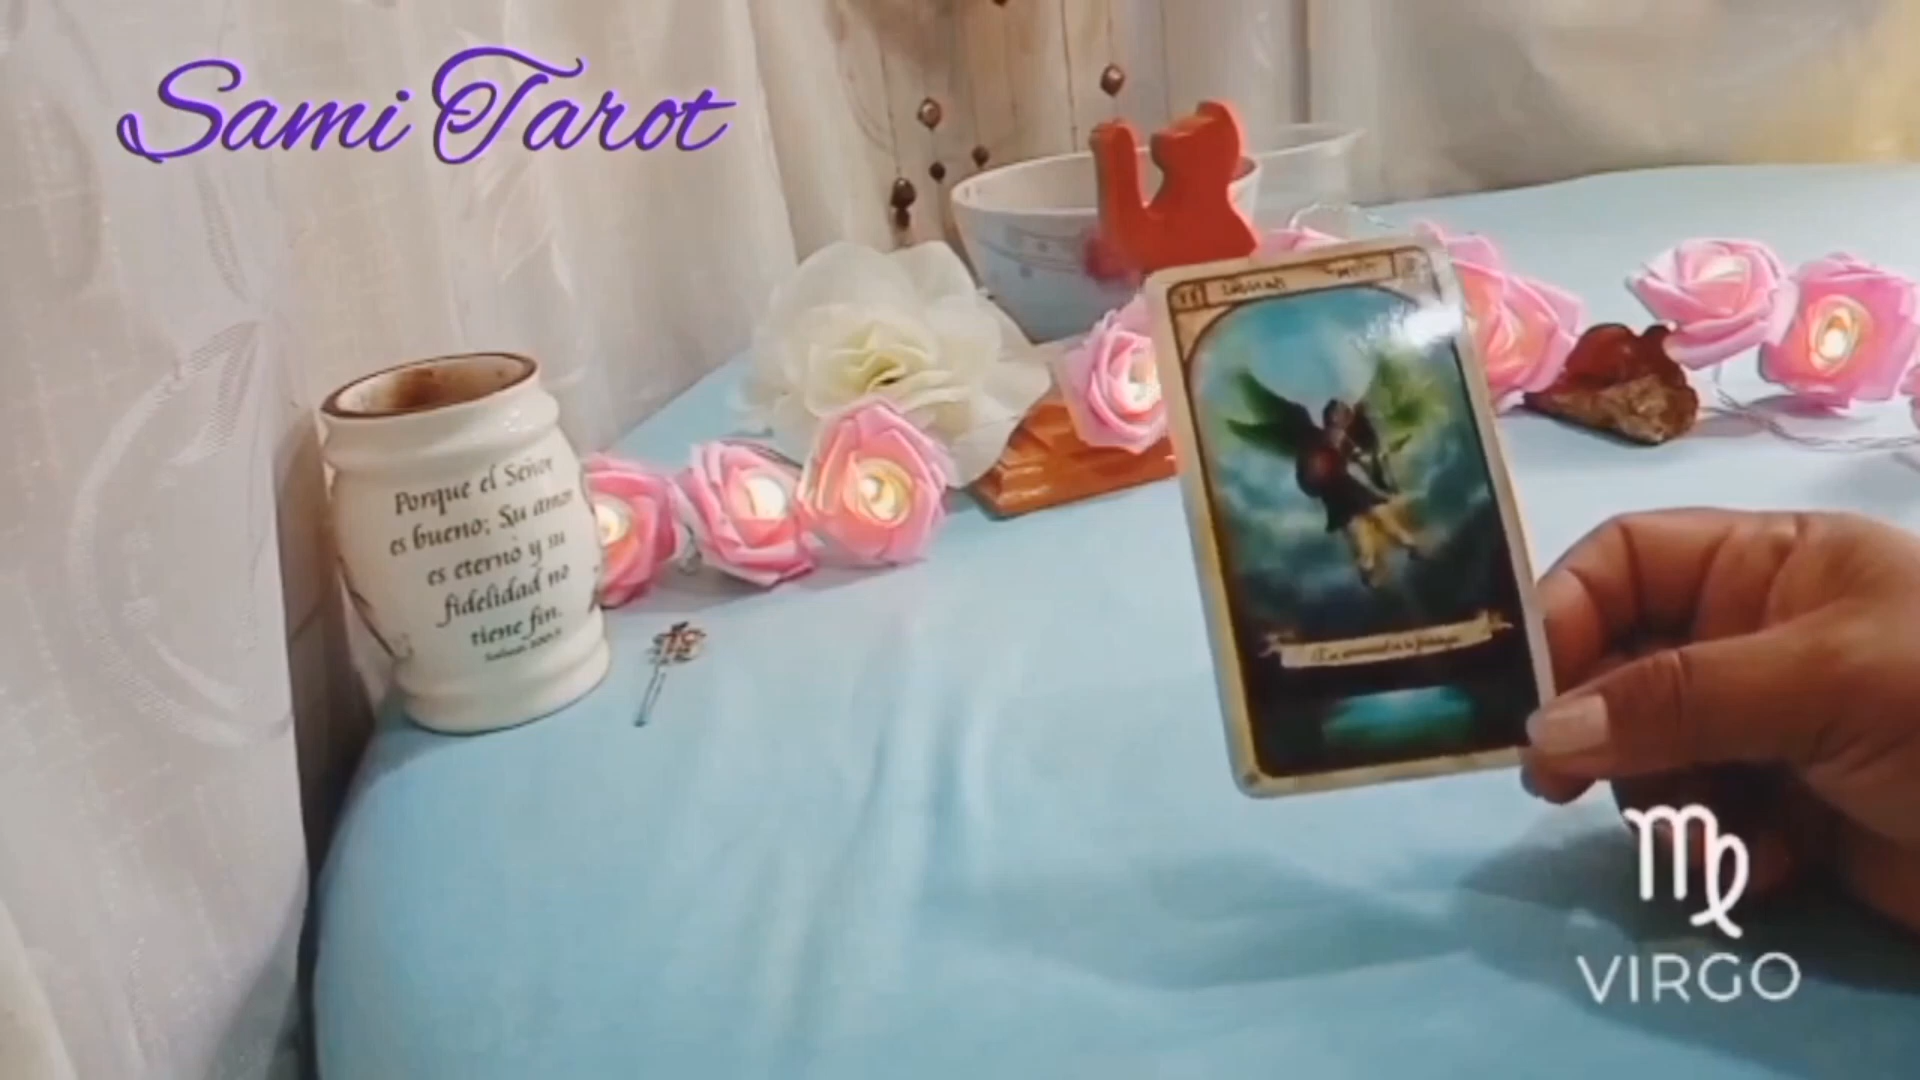 Sami Tarot
Porque el Señor
es bueno; Su amor
es eterno y su
fidelidad no
tiene fin.
VIRGO